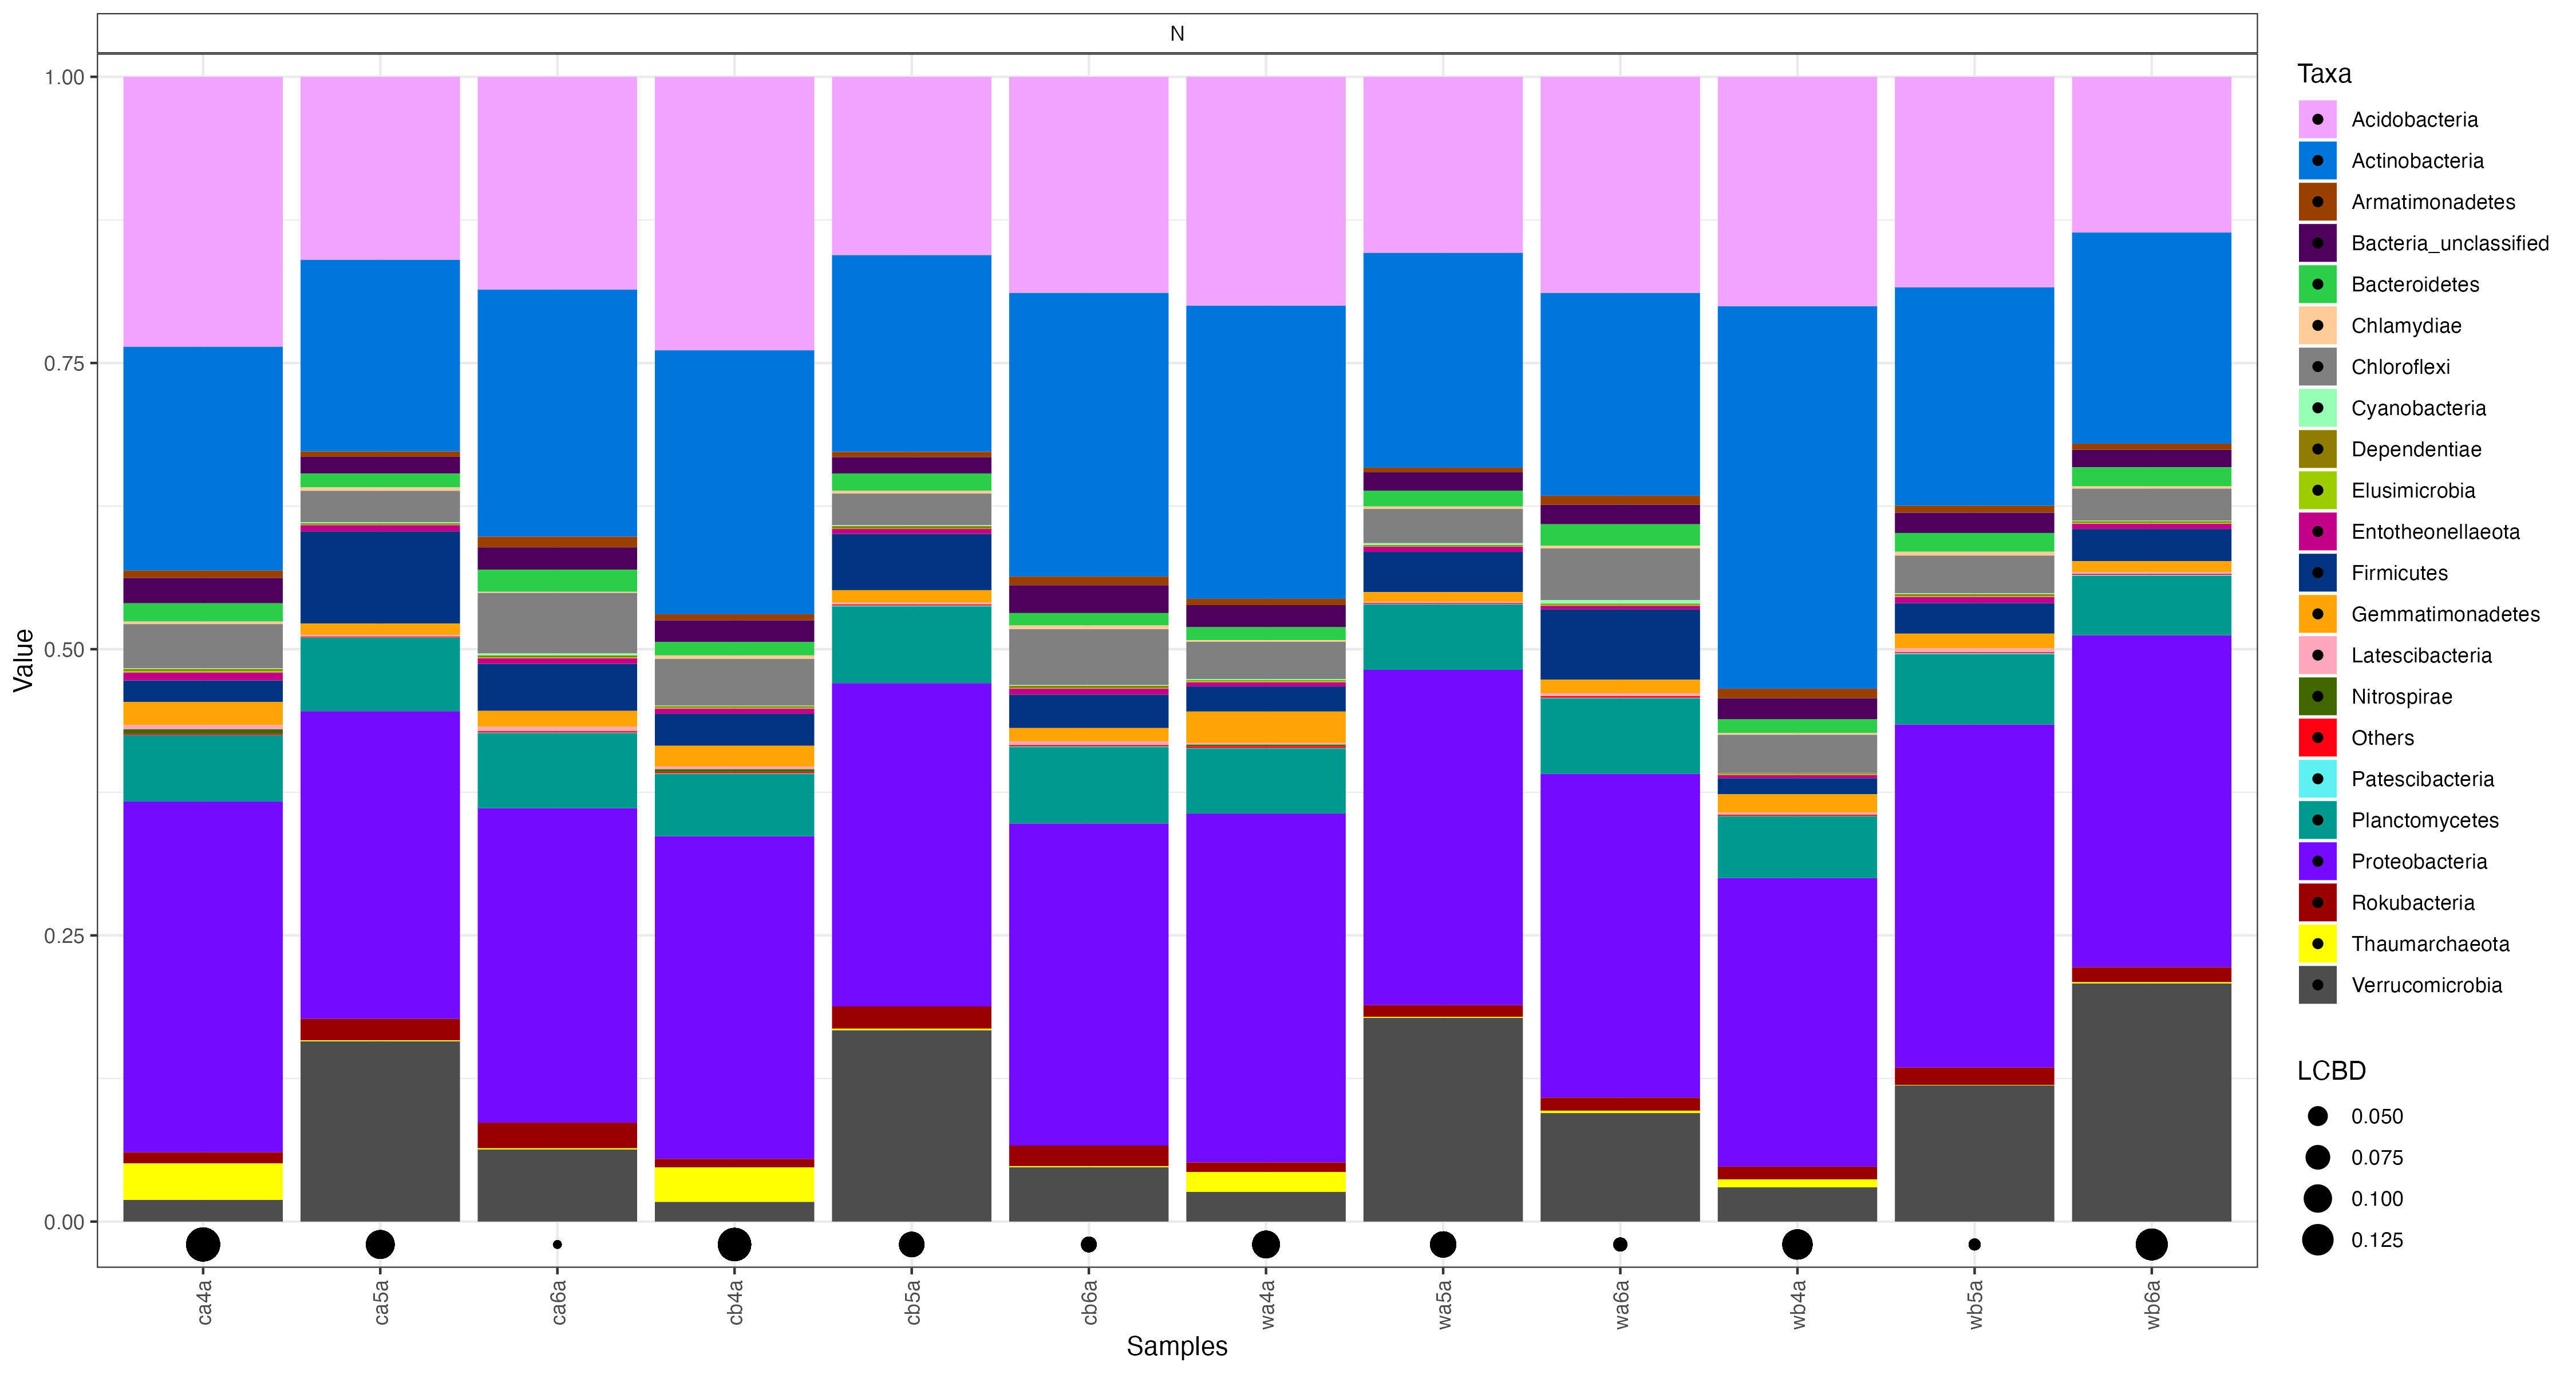 N
1.00
0.75
0.50
0.25
0.00
Value
ca4a
ca5a
ca6a
cb4a
cb5a
cb6a
wa4a
wa5a
wa6a
wb4a
wb5a
wb6a
Samples
Taxa
Acidobacteria
Actinobacteria
Armatimonadetes
Bacteria_unclassified
Bacteroidetes
Chlamydiae
Chloroflexi
Cyanobacteria
Dependentiae
Elusimicrobia
Entotheonellaeota
Firmicutes
Gemmatimonadetes
Latescibacteria
Nitrospirae
Others
Patescibacteria
Planctomycetes
Proteobacteria
Rokubacteria
Thaumarchaeota
Verrucomicrobia
LCBD
0.050
0.075
0.100
0.125